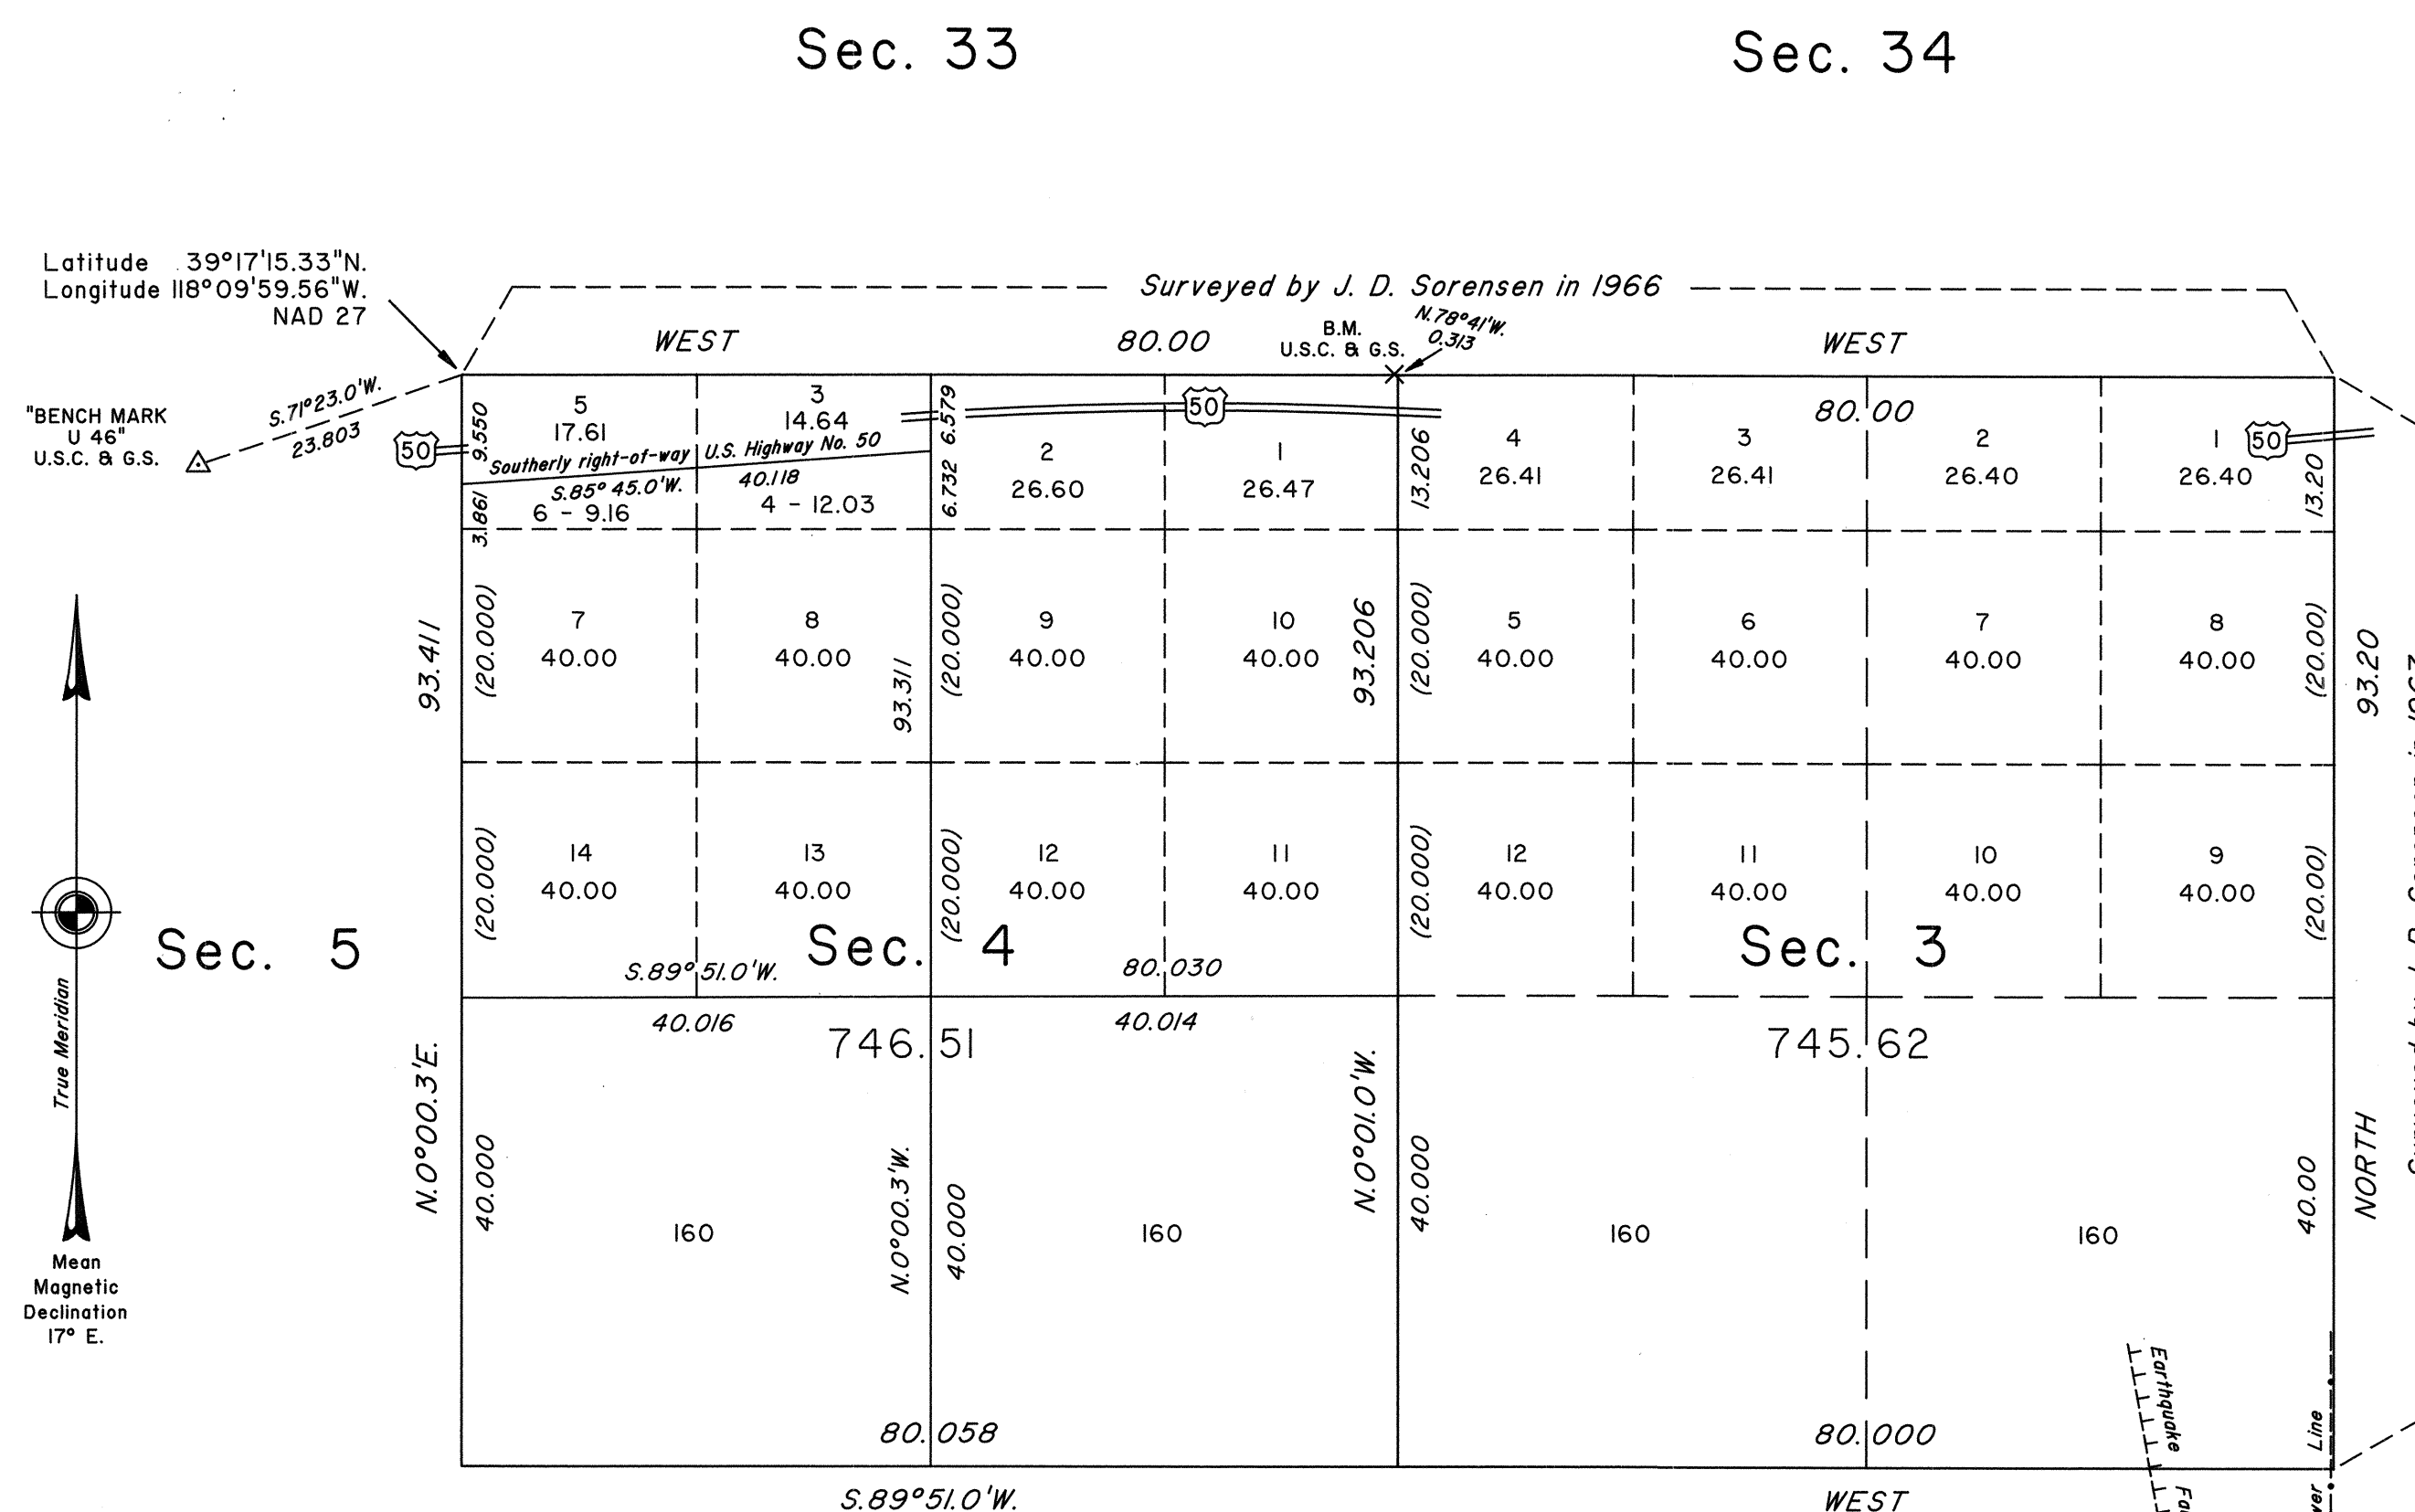 Sec. 33
Sec. 34
Latitude 39°17'15.33"N.
Longitude 118°09'59.56"W.
NAD 27
Surveyed by J. D. Sorensen in 1966
WEST
80.00
B.M.
U.S.C. & G.S.
N.78°41'W.
0.313
WEST
80.00
"BENCH MARK
U 46"
U.S.C. & G.S.
S.71°23.0'W.
23.803
50
9.550
5
17.61
3
14.64
6.579
50
Southerly right-of-way U.S. Highway No. 50
S.85°45.0'W.
40.118
3.861
6 - 9.16
4 - 12.03
6.732
2
26.60
1
26.47
13.206
4
26.41
3
26.41
2
26.40
1
26.40
50
13.20
93.411
(20.000)
7
40.00
8
40.00
93.311
(20.000)
9
40.00
10
40.00
93.206
(20.000)
5
40.00
6
40.00
7
40.00
8
40.00
(20.00)
93.20
(20.000)
14
40.00
13
40.00
(20.000)
12
40.00
11
40.00
(20.000)
12
40.00
11
40.00
10
40.00
9
40.00
(20.00)
Sec. 5
Sec. 4
Sec. 3
S.89°51.0'W.
80.030
40.016
40.014
746.51
745.62
True Meridian
N.0°00.3'E.
40.000
160
N.0°00.3'W.
40.000
160
N.0°01.0'W.
40.000
160
160
40.00
NORTH
Mean
Magnetic
Declination
17° E.
Earthquake
Line
80.058
80.000
S.89°51.0'W.
WEST